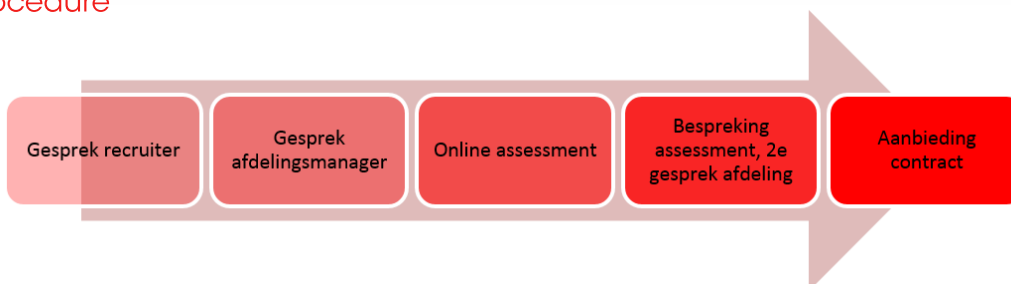 ocedure
Gesprek recruiter
Gesprek
afdelingsmanager
Online assessment
Bespreking
assessment, 2e
gesprek afdeling
Aanbieding
contract